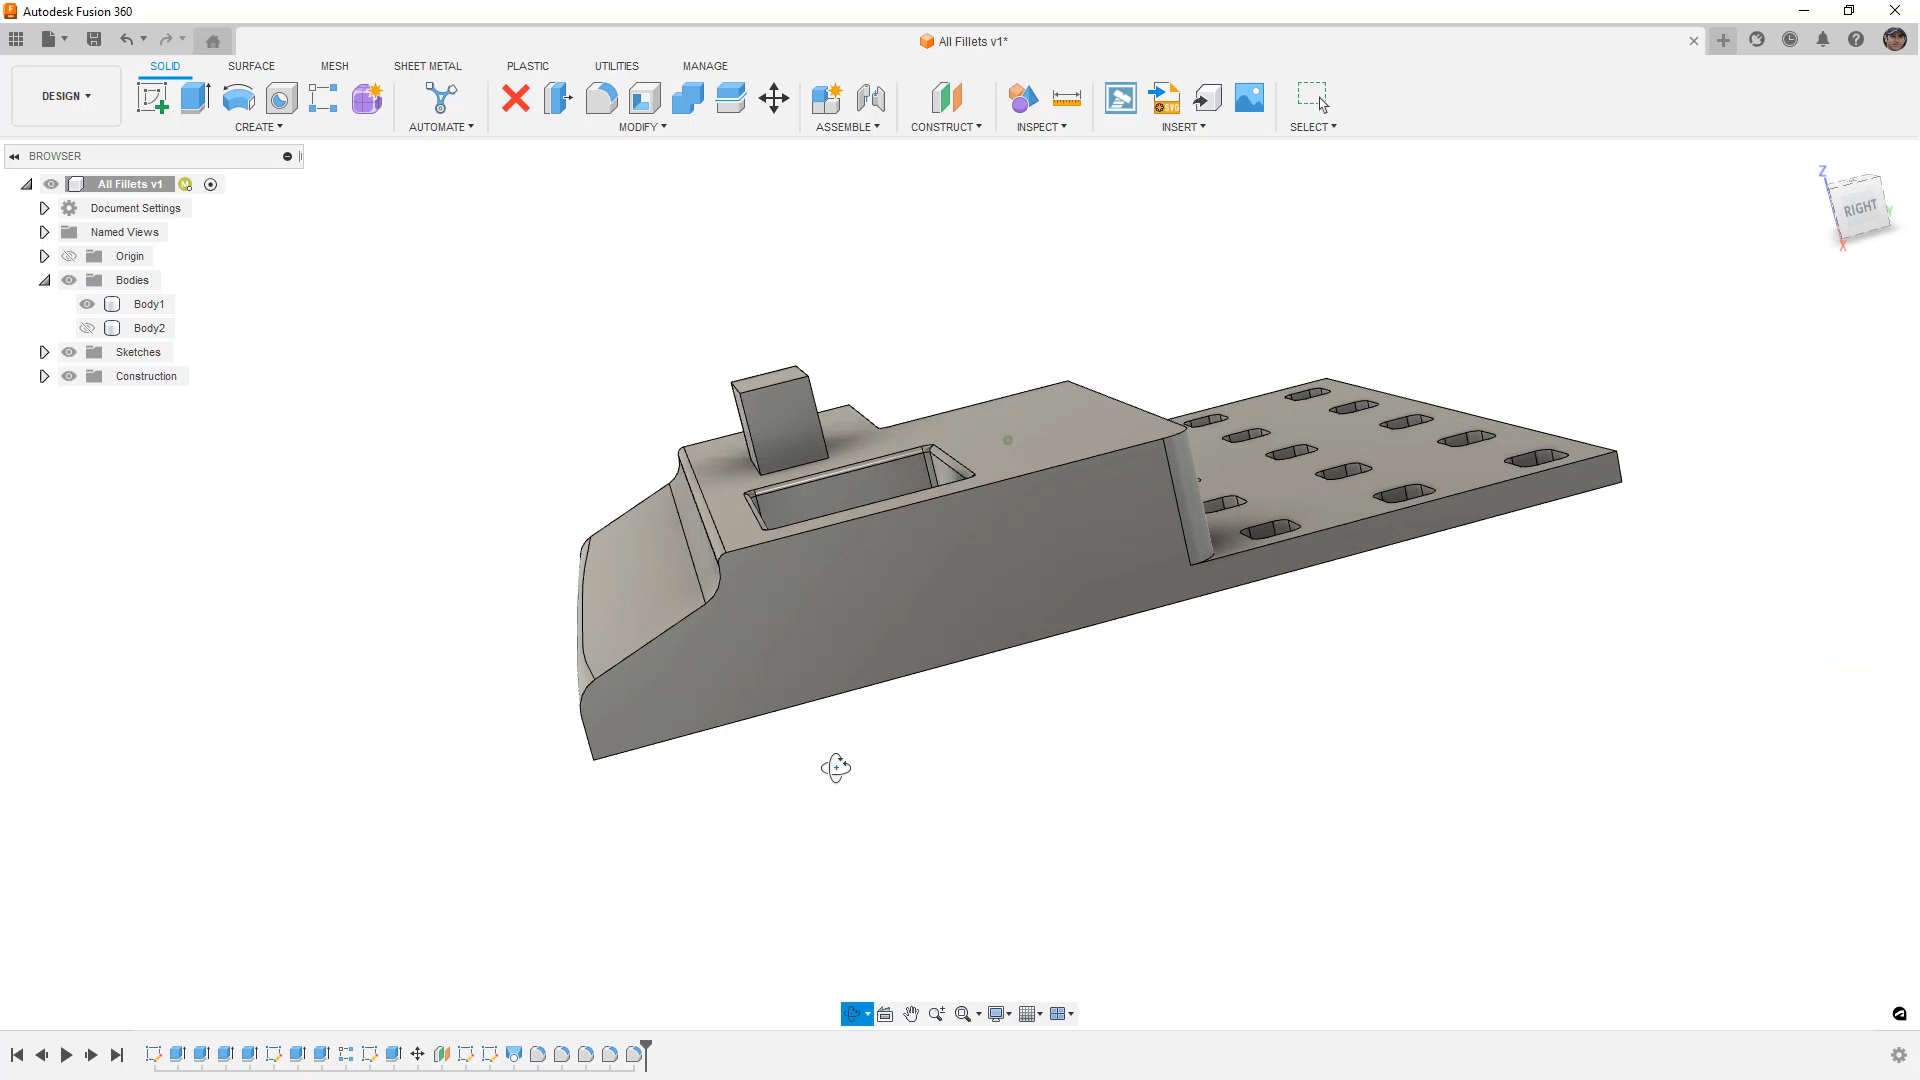 Autodesk Fusion 360
All Fillets v1*
SOLID SURFACE MESH SHEET METAL PLASTIC UTILITIES MANAGE
DESIGN
SVG
CREATE AUTOMATE MODIFY ASSEMBLE CONSTRUCT INSPECT INSERT SELECT
BROWSER
All Fillets v1
Document Settings
Named Views
Origin
Bodies
Body1
Body2
Sketches
Construction
Z
RIGHT
Y
X